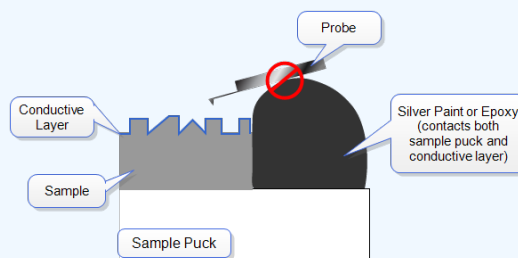 Probe
Conductive
Layer
Silver Paint or Epoxy
(contacts both
sample puck and
conductive layer)
Sample
Sample Puck